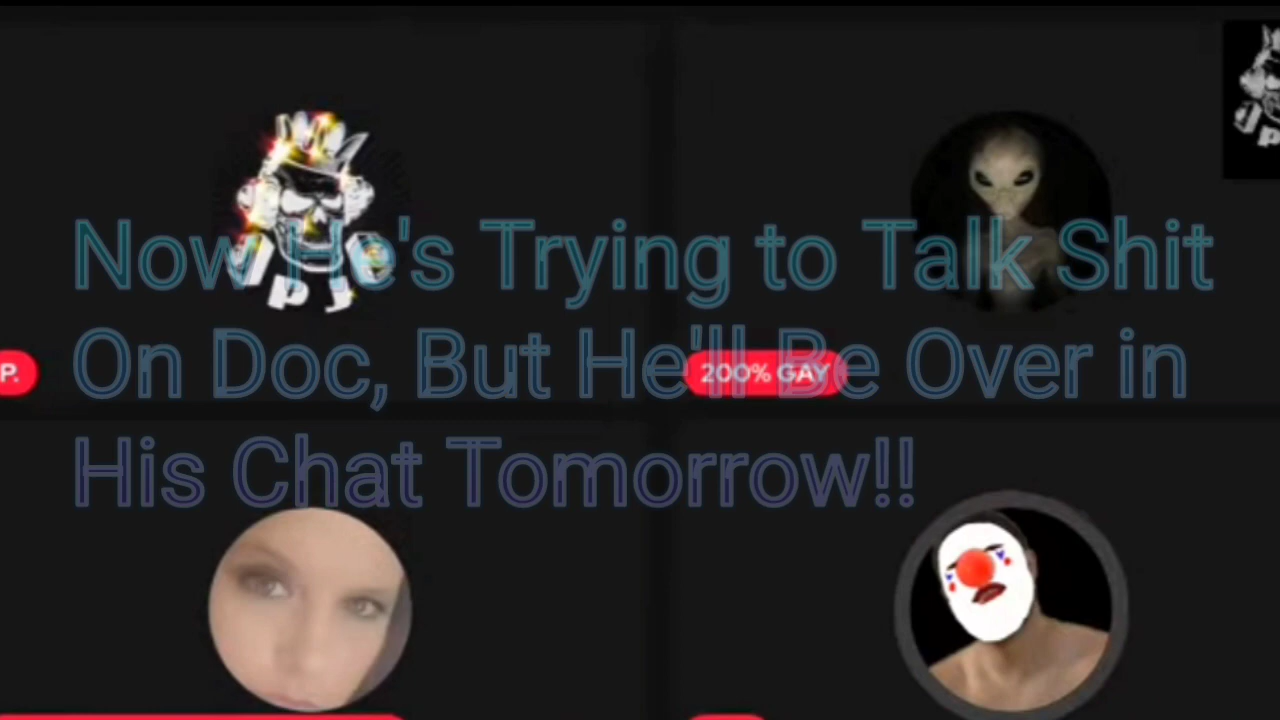 Now He's Trying to Talk Shit
On Doc, But He'll Be Over in
His Chat Tomorrow!!
P.
200% GAY